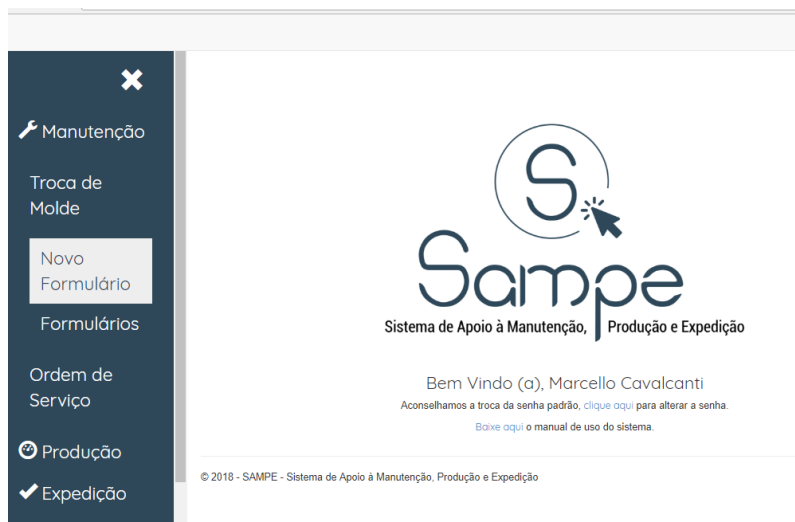 Manutenção
Troca de
Molde
Novo
Formulário
Formulários
Ordem de
Serviço
Produção
Expedição
S
Sampe
Sistema de Apoio à Manutenção, Produção e Expedição
Bem Vindo (a), Marcello Cavalcanti
Aconselhamos a troca da senha padrão, clique aqui para alterar a senha.
Baixe aqui o manual de uso do sistema.
© 2018 - SAMPE - Sistema de Apoio à Manutenção, Produção e Expedição